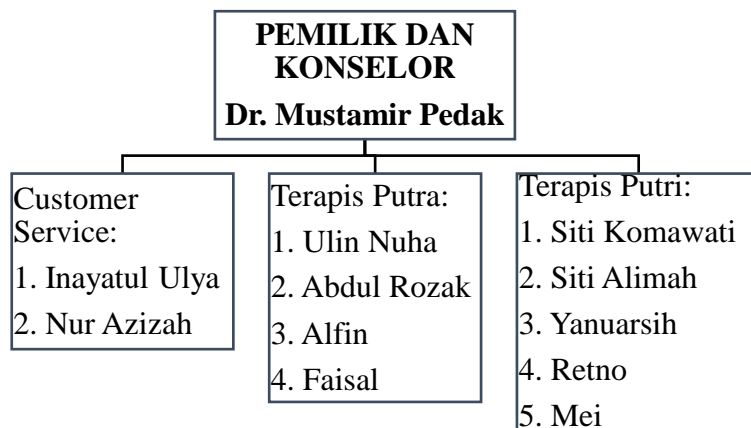 PEMILIK DAN
KONSELOR
Dr. Mustamir Pedak
Customer
Service:
1. Inayatul Ulya
2. Nur Azizah
Terapis Putra:
1. Ulin Nuha
2. Abdul Rozak
3. Alfin
4. Faisal
Terapis Putri:
1. Siti Komawati
2. Siti Alimah
3. Yanuarsih
4. Retno
5. Mei